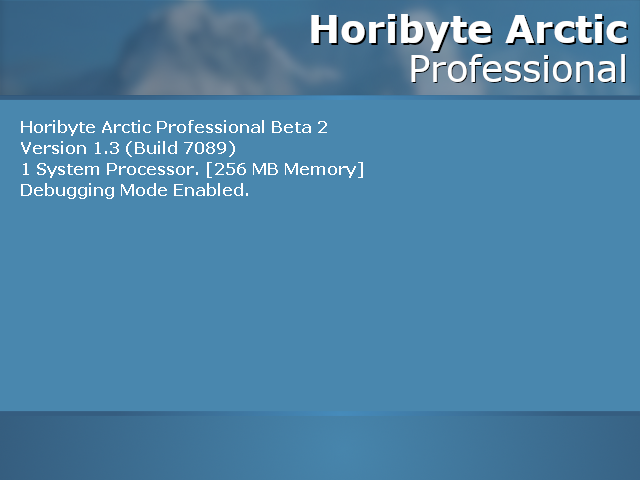 Horibyte Arctic
Professional
Horibyte Arctic Professional Beta 2
Version 1.3 (Build 7089)
1 System Processor. [256 MB Memory]
Debugging Mode Enabled.